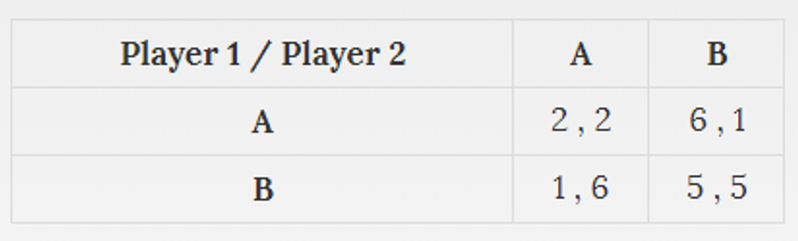 Player 1 / Player 2 A B
A 2 , 2 6 , 1
B 1 , 6 5 , 5